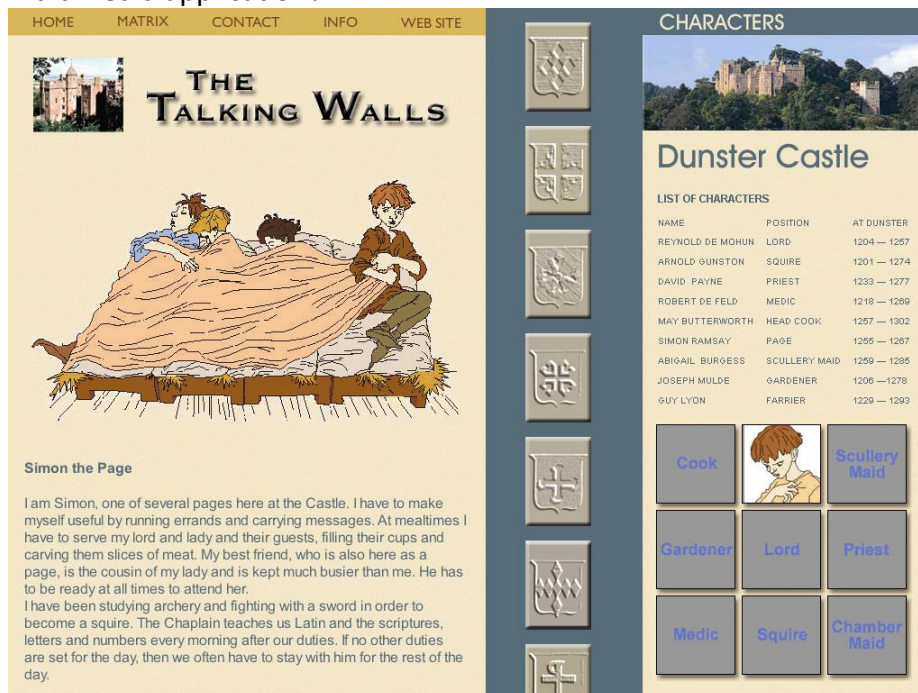 HOME MATRIX CONTACT INFO WEB SITE
THE
TALKING WALLS
Simon the Page
I am Simon, one of several pages here at the Castle. I have to make
myself useful by running errands and carrying messages. At mealtimes I
have to serve my lord and lady and their guests, filling their cups and
carving them slices of meat. My best friend, who is also here as a
page, is the cousin of my lady and is kept much busier than me. He has
to be ready at all times to attend her.
I have been studying archery and fighting with a sword in order to
become a squire. The Chaplain teaches us Latin and the scriptures,
letters and numbers every morning after our duties. If no other duties
are set for the day, then we often have to stay with him for the rest of the
day.
CHARACTERS
Dunster Castle
LIST OF CHARACTERS
NAME POSITION AT DUNSTER
REYNOLD DE MOHUN LORD 1204 — 1257
ARNOLD GUNSTON SQUIRE 1201 — 1274
DAVID PAYNE PRIEST 1233 — 1277
ROBERT DE FELD MEDIC 1218 — 1269
MAY BUTTERWORTH HEAD COOK 1257 — 1302
SIMON RAMSAY PAGE 1255 — 1267
ABIGAIL BURGESS SCULLERY MAID 1259 — 1285
JOSEPH MULDE GARDENER 1206 —1278
GUY LYON FARRIER 1229 — 1293
Cook
Scullery
Maid
Gardener Lord Priest
Medic Squire Chamber
Maid